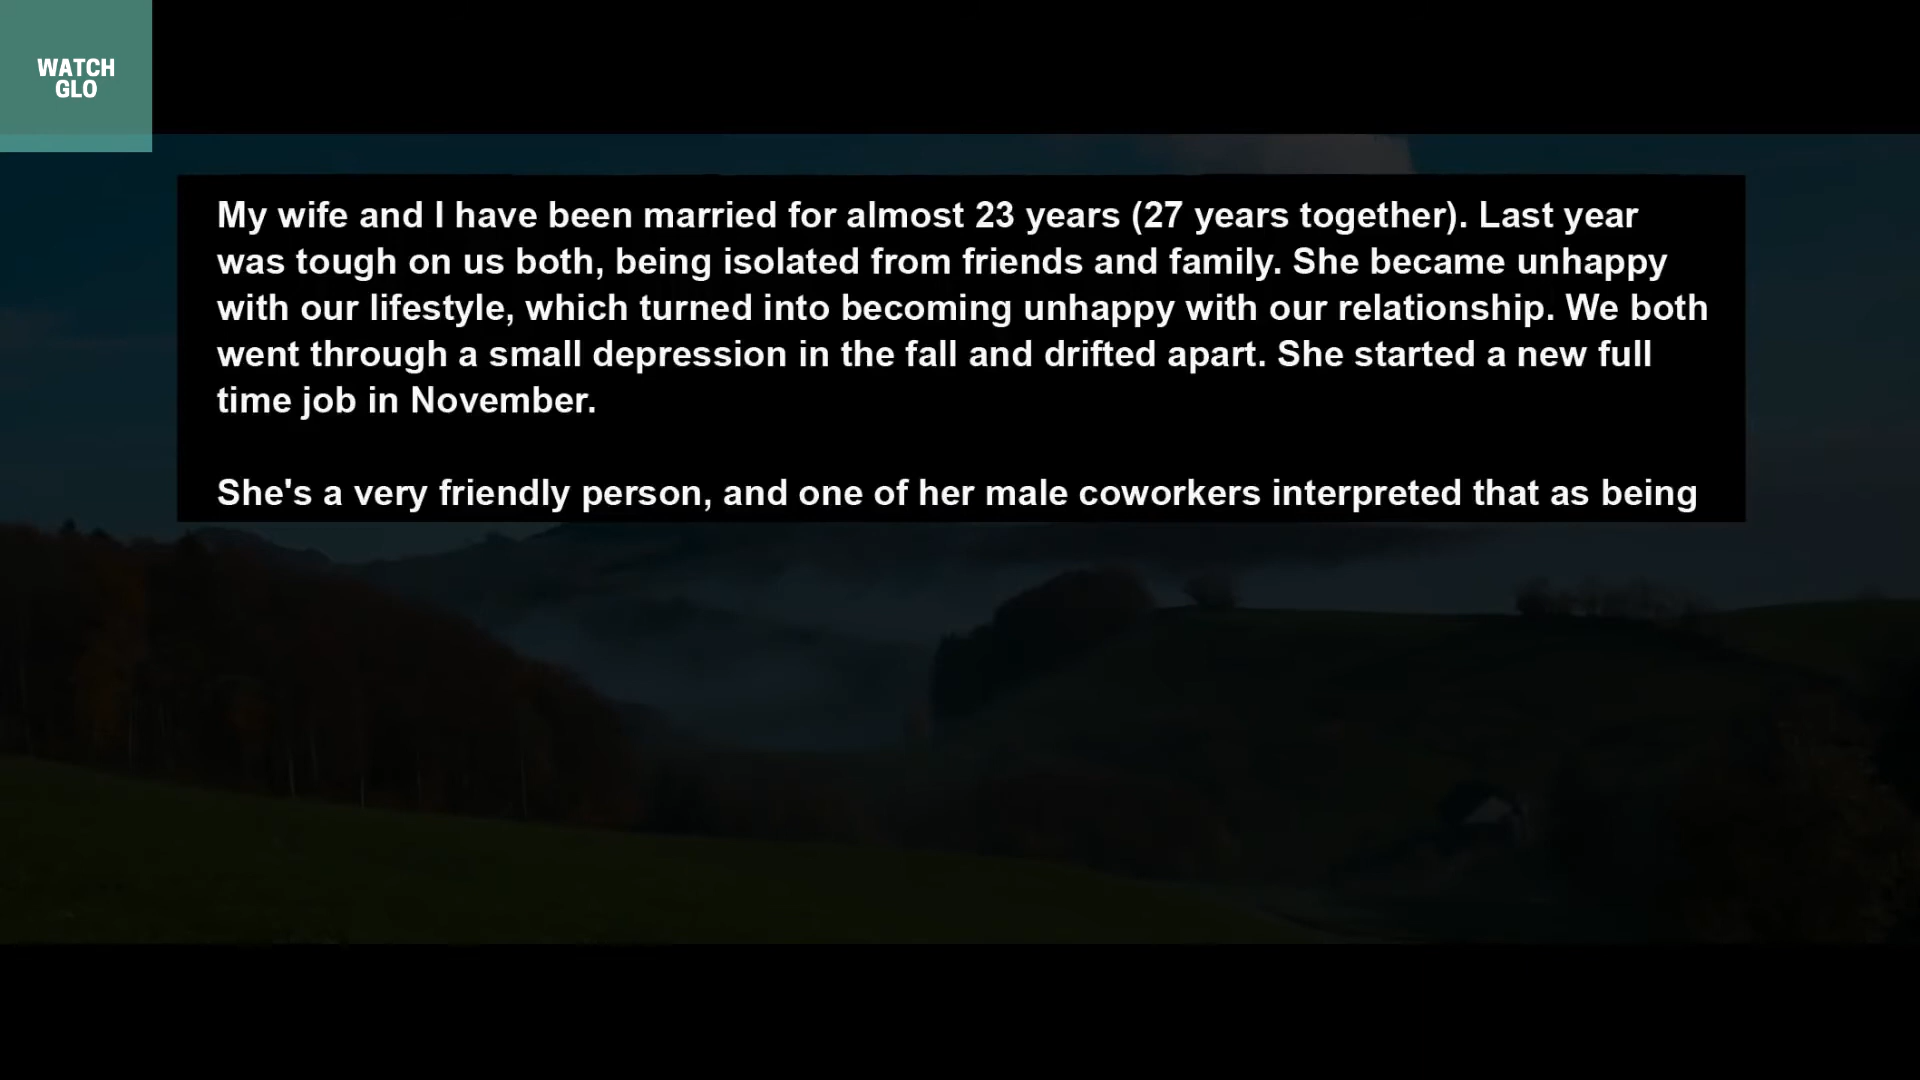 WATCH
GLO
My wife and I have been married for almost 23 years (27 years together). Last year
was tough on us both, being isolated from friends and family. She became unhappy
with our lifestyle, which turned into becoming unhappy with our relationship. We both
went through a small depression in the fall and drifted apart. She started a new full
time job in November.
She's a very friendly person, and one of her male coworkers interpreted that as being